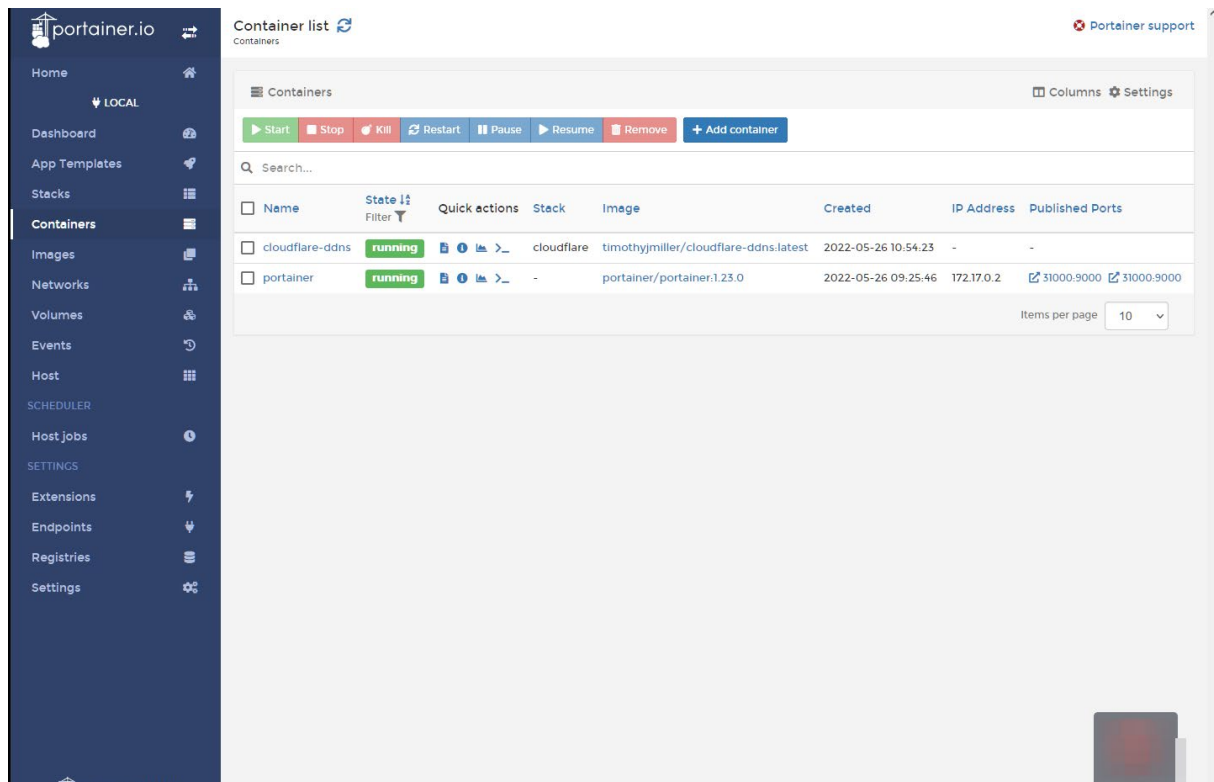 portainer.io
Home
LOCAL
Dashboard
App Templates
Stacks
Containers
Images
Networks
Volumes
Events
Host
SCHEDULER
Host jobs
SETTINGS
Extensions
Endpoints
Registries
Settings
Container list
Portainer support
Containers
Containers
Columns Settings
Start Stop Kill Restart Pause Resume Remove + Add container
Search...
Name State Filter Quick actions Stack Image Created IP Address Published Ports
cloudflare-ddns running cloudflare timothyjmiller/cloudflare-ddns:latest 2022-05-26 10:54:23 - -
portainer running - portainer/portainer:1.23.0 2022-05-26 09:25:46 172.17.0.2 31000:9000 31000:9000
Items per page 10